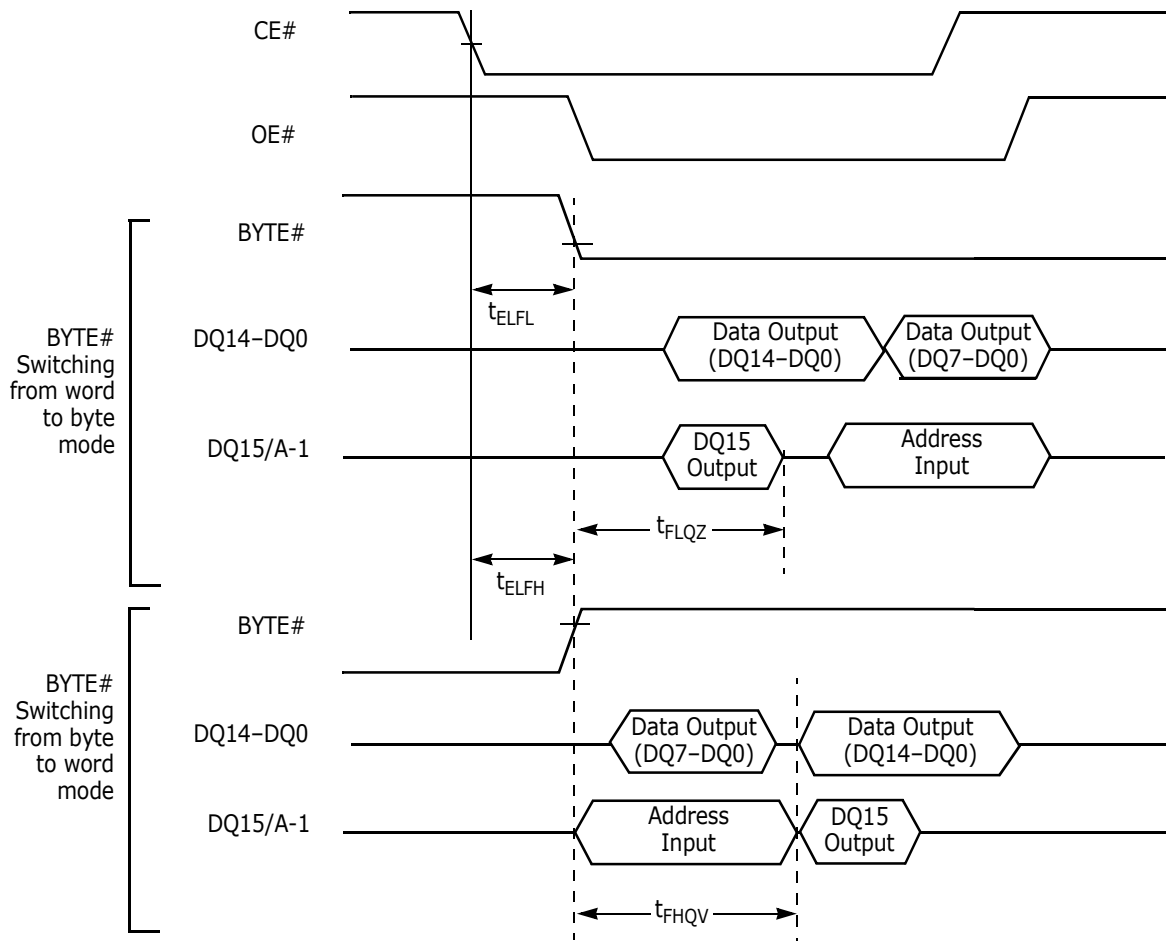 CE#
OE#
BYTE#
tELFL
BYTE#
Switching
from word
to byte
mode
DQ14–DQ0
Data Output
(DQ14–DQ0)
Data Output
(DQ7–DQ0)
DQ15/A-1
DQ15
Output
Address
Input
tFLQZ
tELFH
BYTE#
BYTE#
Switching
from byte
to word
mode
DQ14–DQ0
Data Output
(DQ7–DQ0)
Data Output
(DQ14–DQ0)
DQ15/A-1
Address
Input
DQ15
Output
tFHQV